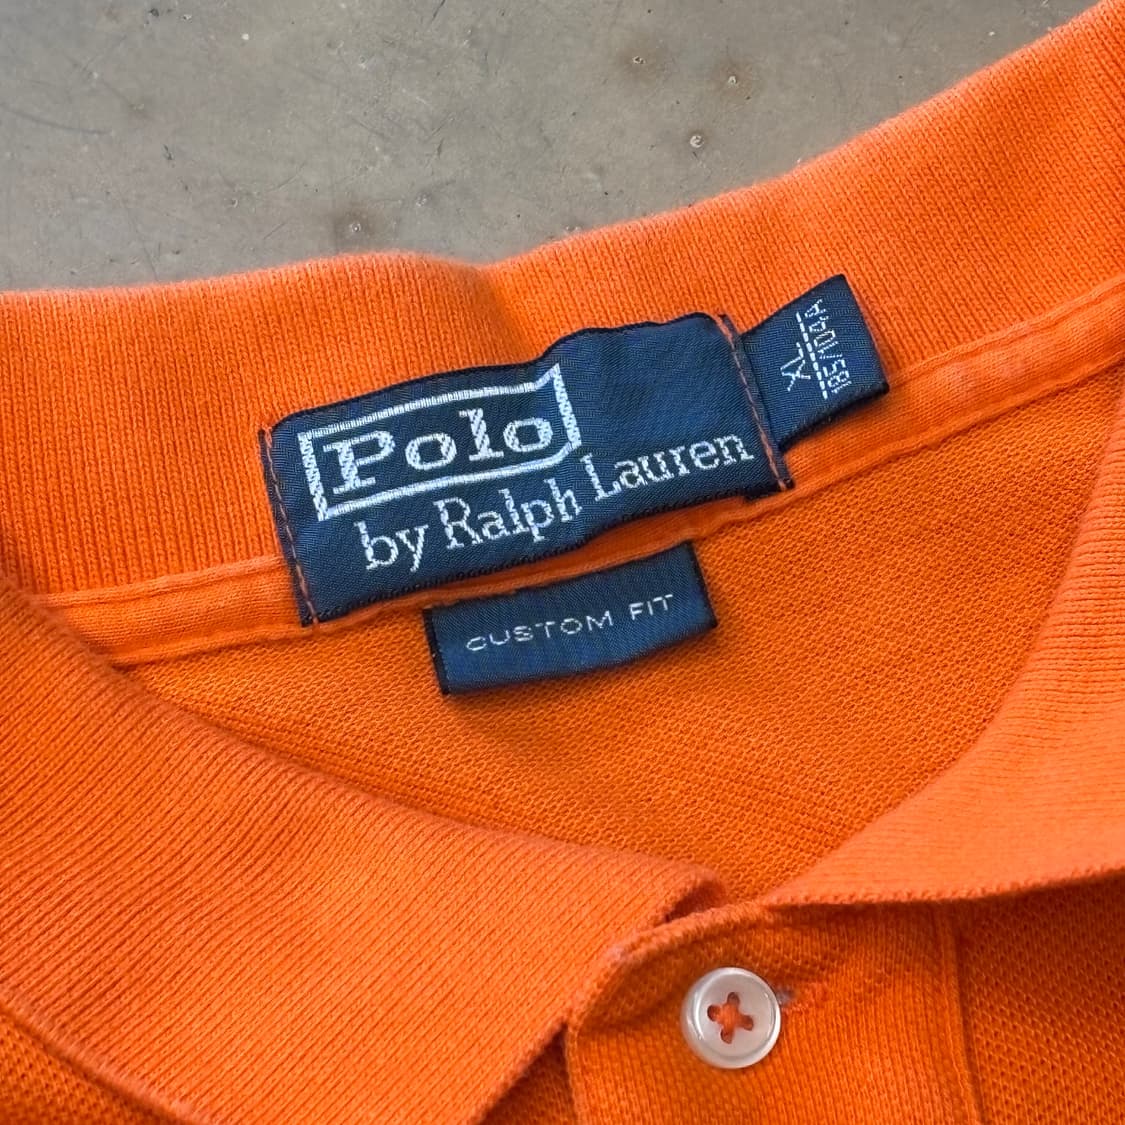 Polo
by Ralph Lauren
XL
185/104A
CUSTOM FIT